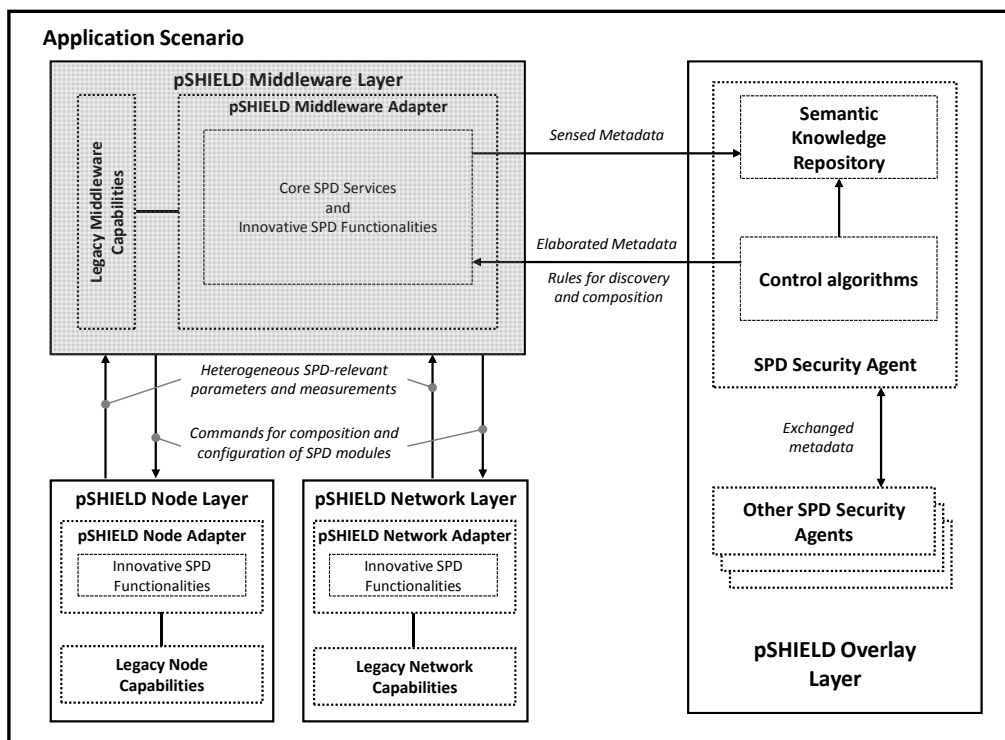 Application Scenario
pSHIELD Middleware Layer
pSHIELD Middleware Adapter
Legacy Middleware
Capabilities
Core SPD Services
and
Innovative SPD Functionalities
Sensed Metadata
Elaborated Metadata
Rules for discovery
and composition
Semantic
Knowledge
Repository
Control algorithms
SPD Security Agent
Heterogeneous SPD-relevant
parameters and measurements
Commands for composition and
configuration of SPD modules
Exchanged
metadata
pSHIELD Node Layer
pSHIELD Node Adapter
Innovative SPD
Functionalities
Legacy Node
Capabilities
pSHIELD Network Layer
pSHIELD Network Adapter
Innovative SPD
Functionalities
Legacy Network
Capabilities
Other SPD Security
Agents
pSHIELD Overlay
Layer